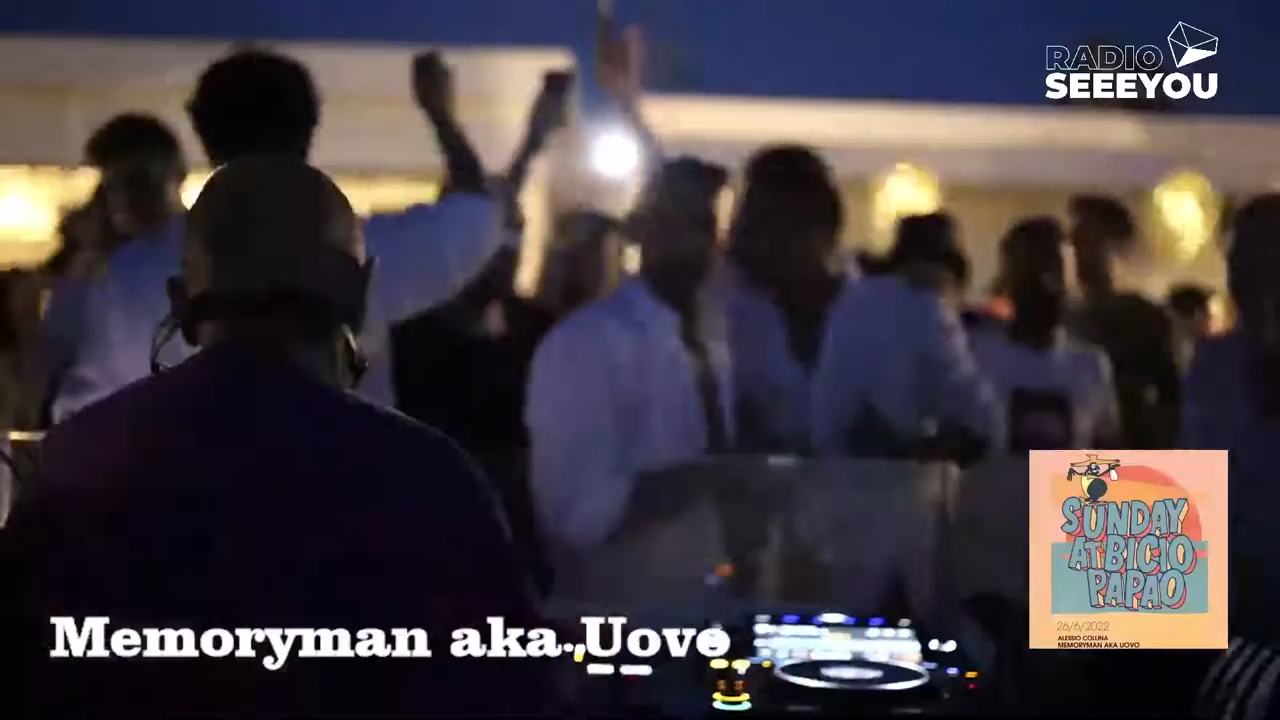 RADIO
SEEEYOU
SUNDAY
AT BICIO
PAPAO
26/6/2022
ALESSIO COLLINA
MEMORYMAN AKA UOVO
Memoryman aka Uovo